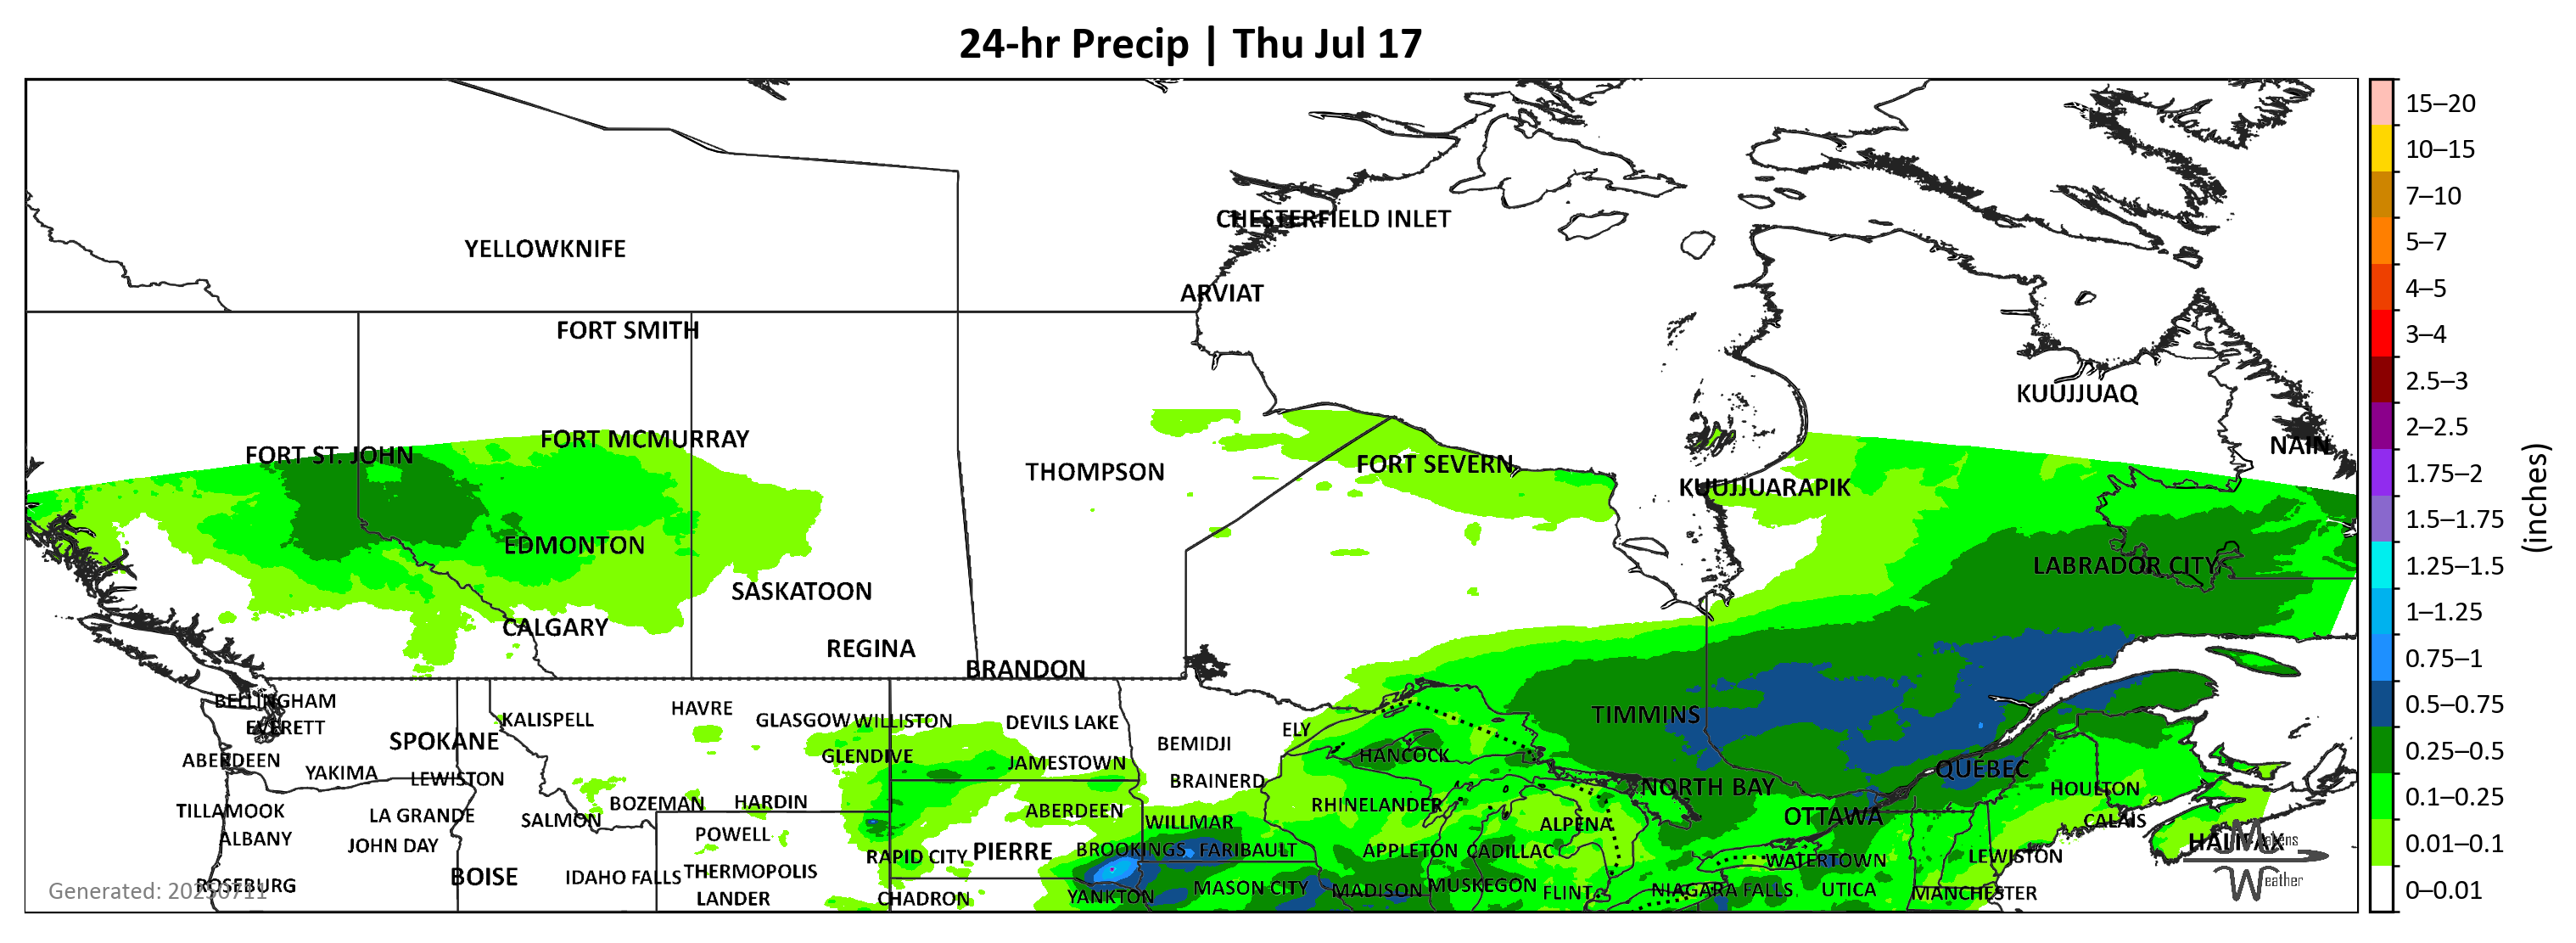 24-hr Precip | Thu Jul 17
15–20
10–15
7–10
5–7
4–5
3–4
2.5–3
2–2.5
1.75–2
1.5–1.75
1.25–1.5
1–1.25
0.75–1
0.5–0.75
0.25–0.5
0.1–0.25
0.01–0.1
0–0.01
(inches)
CHESTERFIELD INLET
YELLOWKNIFE
ARVIAT
FORT SMITH
KUUJJUAQ
FORT MCMURRAY
NAIN
FORT ST. JOHN
FORT SEVERN
THOMPSON
KUUJJUARAPIK
EDMONTON
LABRADOR CITY
SASKATOON
CALGARY
REGINA
BRANDON
BELLINGHAM
HAVRE
KALISPELL
GLASGOW
WILLISTON
DEVILS LAKE
TIMMINS
EVERETT
ELY
SPOKANE
BEMIDJI
ABERDEEN
GLENDIVE
JAMESTOWN
HANCOCK
QUÉBEC
YAKIMA
LEWISTON
BRAINERD
NORTH BAY
HOULTON
BOZEMAN
HARDIN
RHINELANDER
TILLAMOOK
LA GRANDE
SALMON
ABERDEEN
WILLMAR
ALPENA
OTTAWA
CALAIS
ALBANY
JOHN DAY
POWELL
HALIFAX
McCakens
Weather
RAPID CITY
PIERRE
BROOKINGS
FARIBAULT
APPLETON
CADILLAC
WATERTOWN
LEWISTON
BOISE
IDAHO FALLS
THERMOPOLIS
ROSEBURG
Generated: 20250711
LANDER
CHADRON
YANKTON
MASON CITY
MADISON
MUSKEGON
FLINT
NIAGARA FALLS
UTICA
MANCHESTER